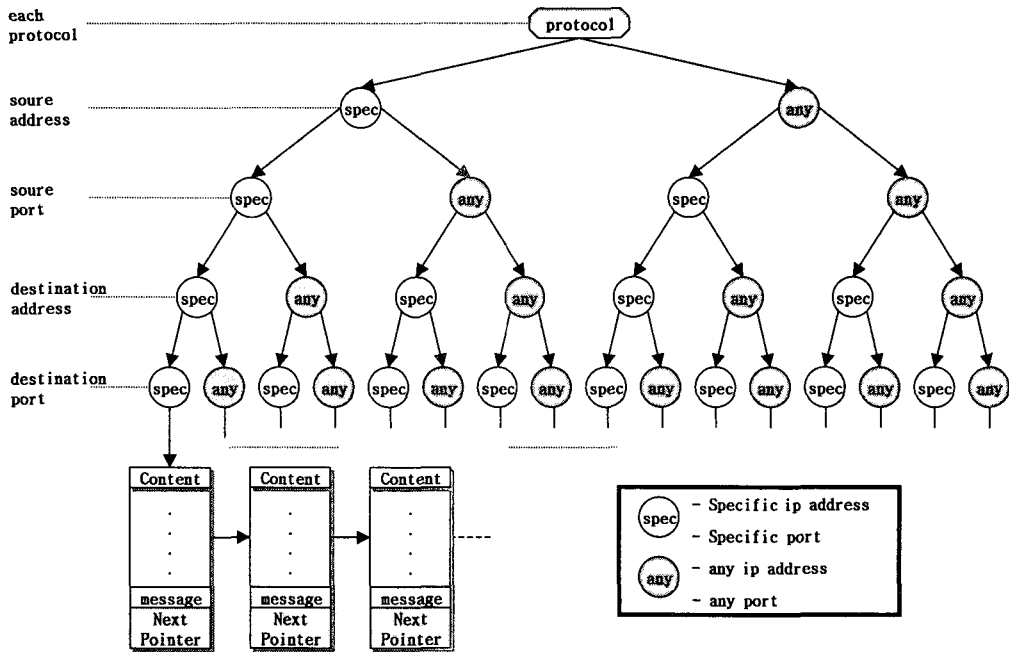 each
protocol
protocol
soure
address
spec
any
soure
port
spec
any
spec
any
destination
address
spec
any
spec
any
spec
any
spec
any
destination
port
spec
any
spec
any
spec
any
spec
any
spec
any
spec
any
spec
any
spec
any
Content
Content
Content
message
message
message
Next
Pointer
Next
Pointer
Next
Pointer
spec
- Specific ip address
- Specific port
any
- any ip address
- any port